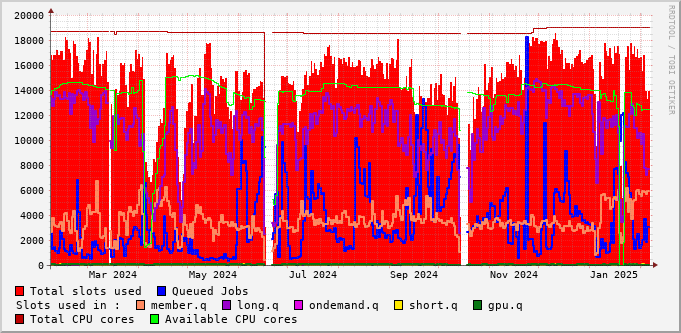 20000
18000
16000
14000
12000
10000
8000
6000
4000
2000
0
Mar 2024 May 2024 Jul 2024 Sep 2024 Nov 2024 Jan 2025
RRDTOOL / TOBI OETIKER
Total slots used Queued Jobs
Slots used in : member.q long.q ondemand.q short.q gpu.q
Total CPU cores Available CPU cores